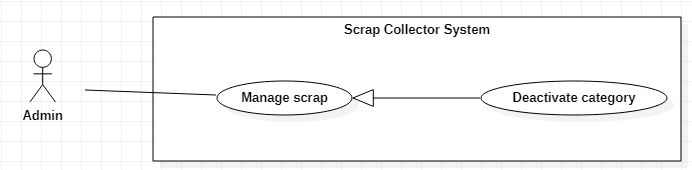 Scrap Collector System
Manage scrap
Deactivate category
Admin